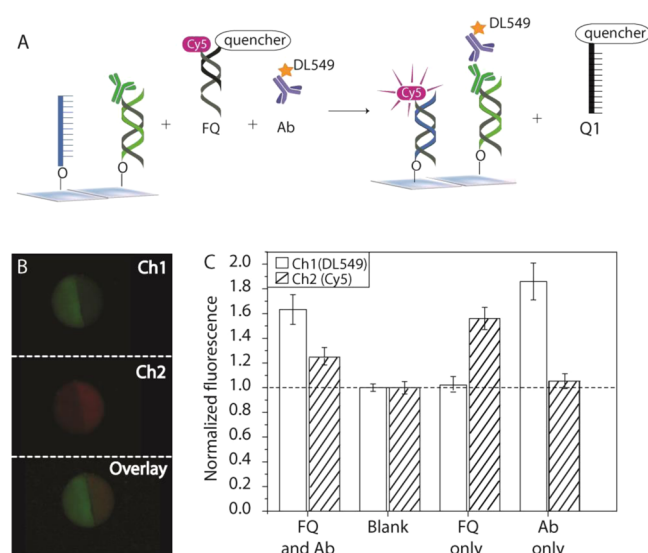 A
Cy5
quencher
DL549
FQ
Ab
O
O
+
+
DL549
Cy5
O
O
+
quencher
Q1
B
Ch1
Ch2
Overlay
C
Ch1(DL549)
Ch2 (Cy5)
Normalized fluorescence
2.0
1.8
1.6
1.4
1.2
1.0
0.8
0.6
0.4
0.2
0.0
FQ and Ab
Blank
FQ only
Ab only